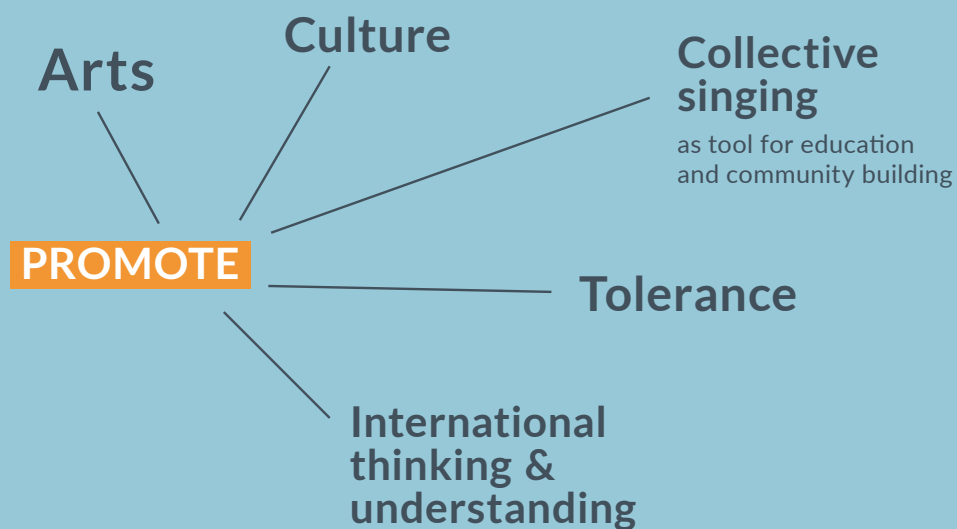 Culture
Arts
Collective
singing
as tool for education
and community building
PROMOTE
Tolerance
International
thinking &
understanding